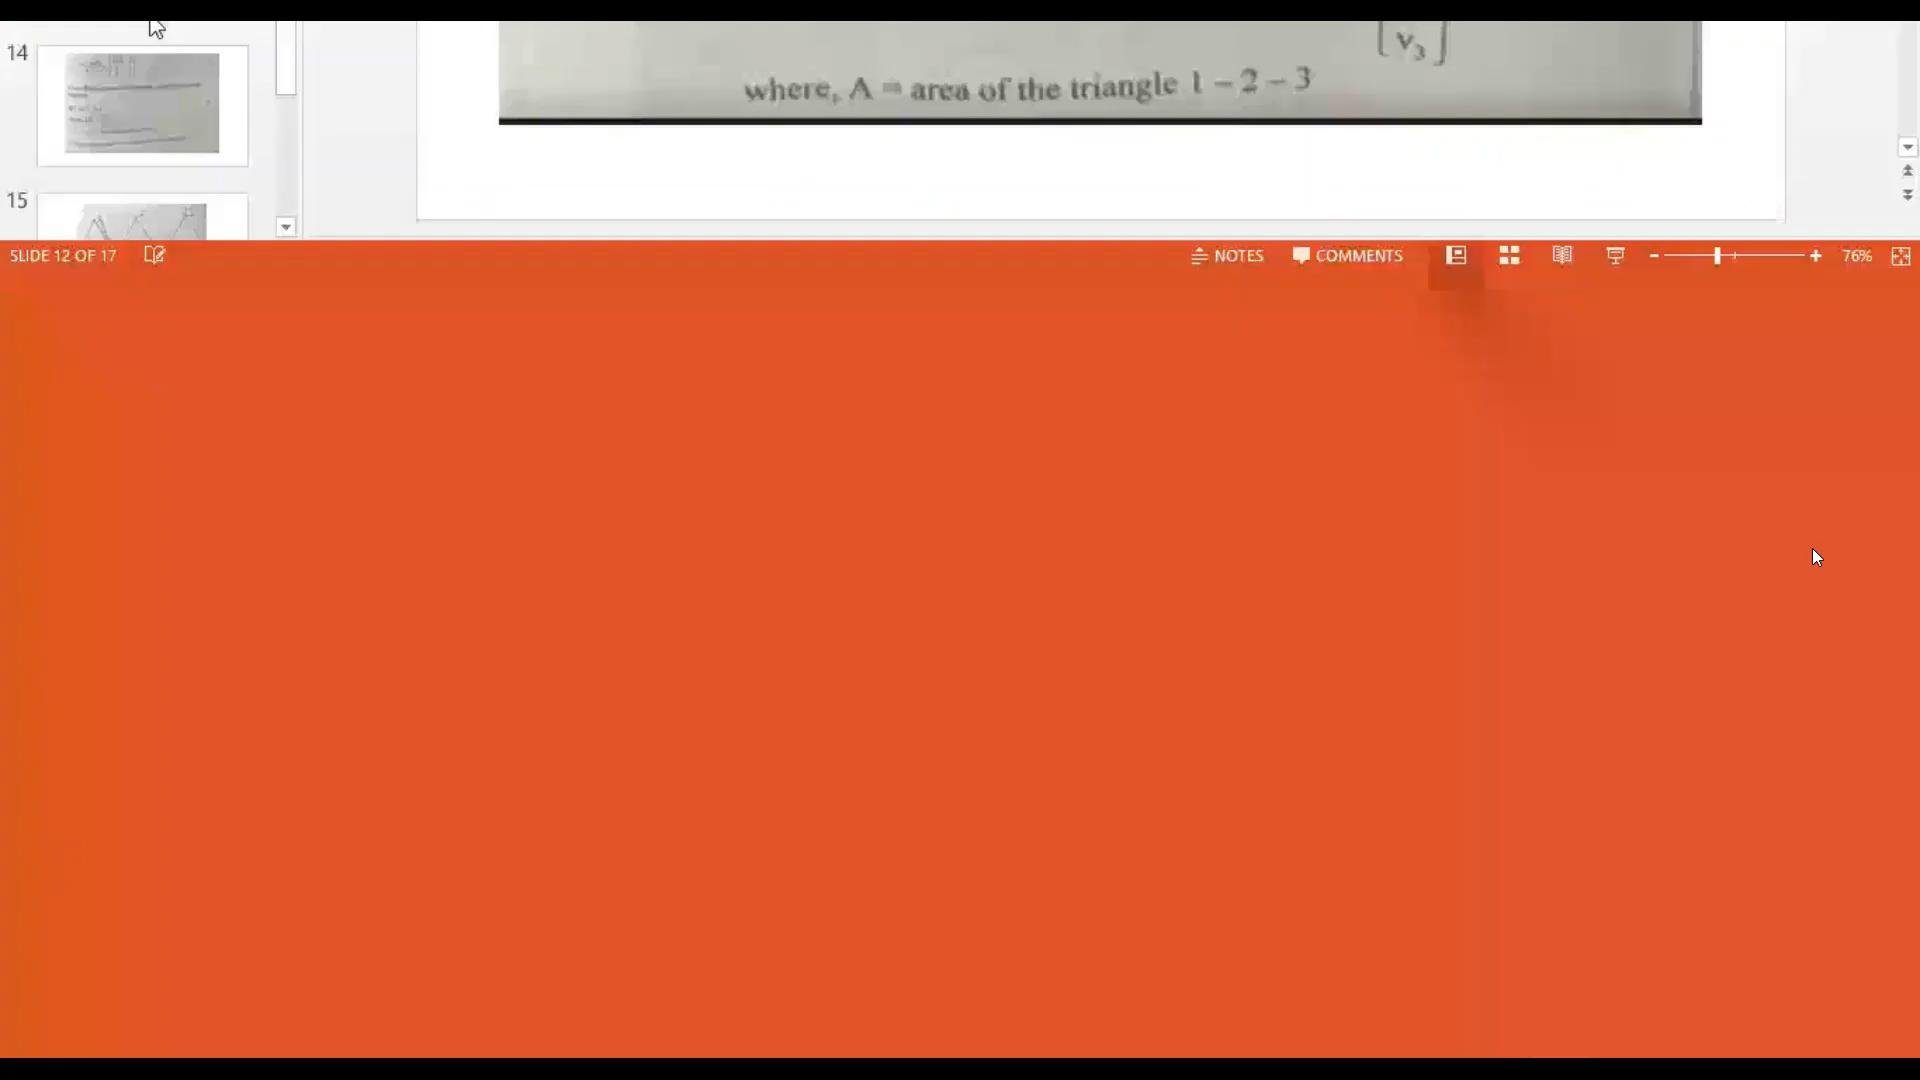 14
v3
where, A = area of the triangle 1 – 2 – 3
15
SLIDE 12 OF 17
NOTES
COMMENTS
76%